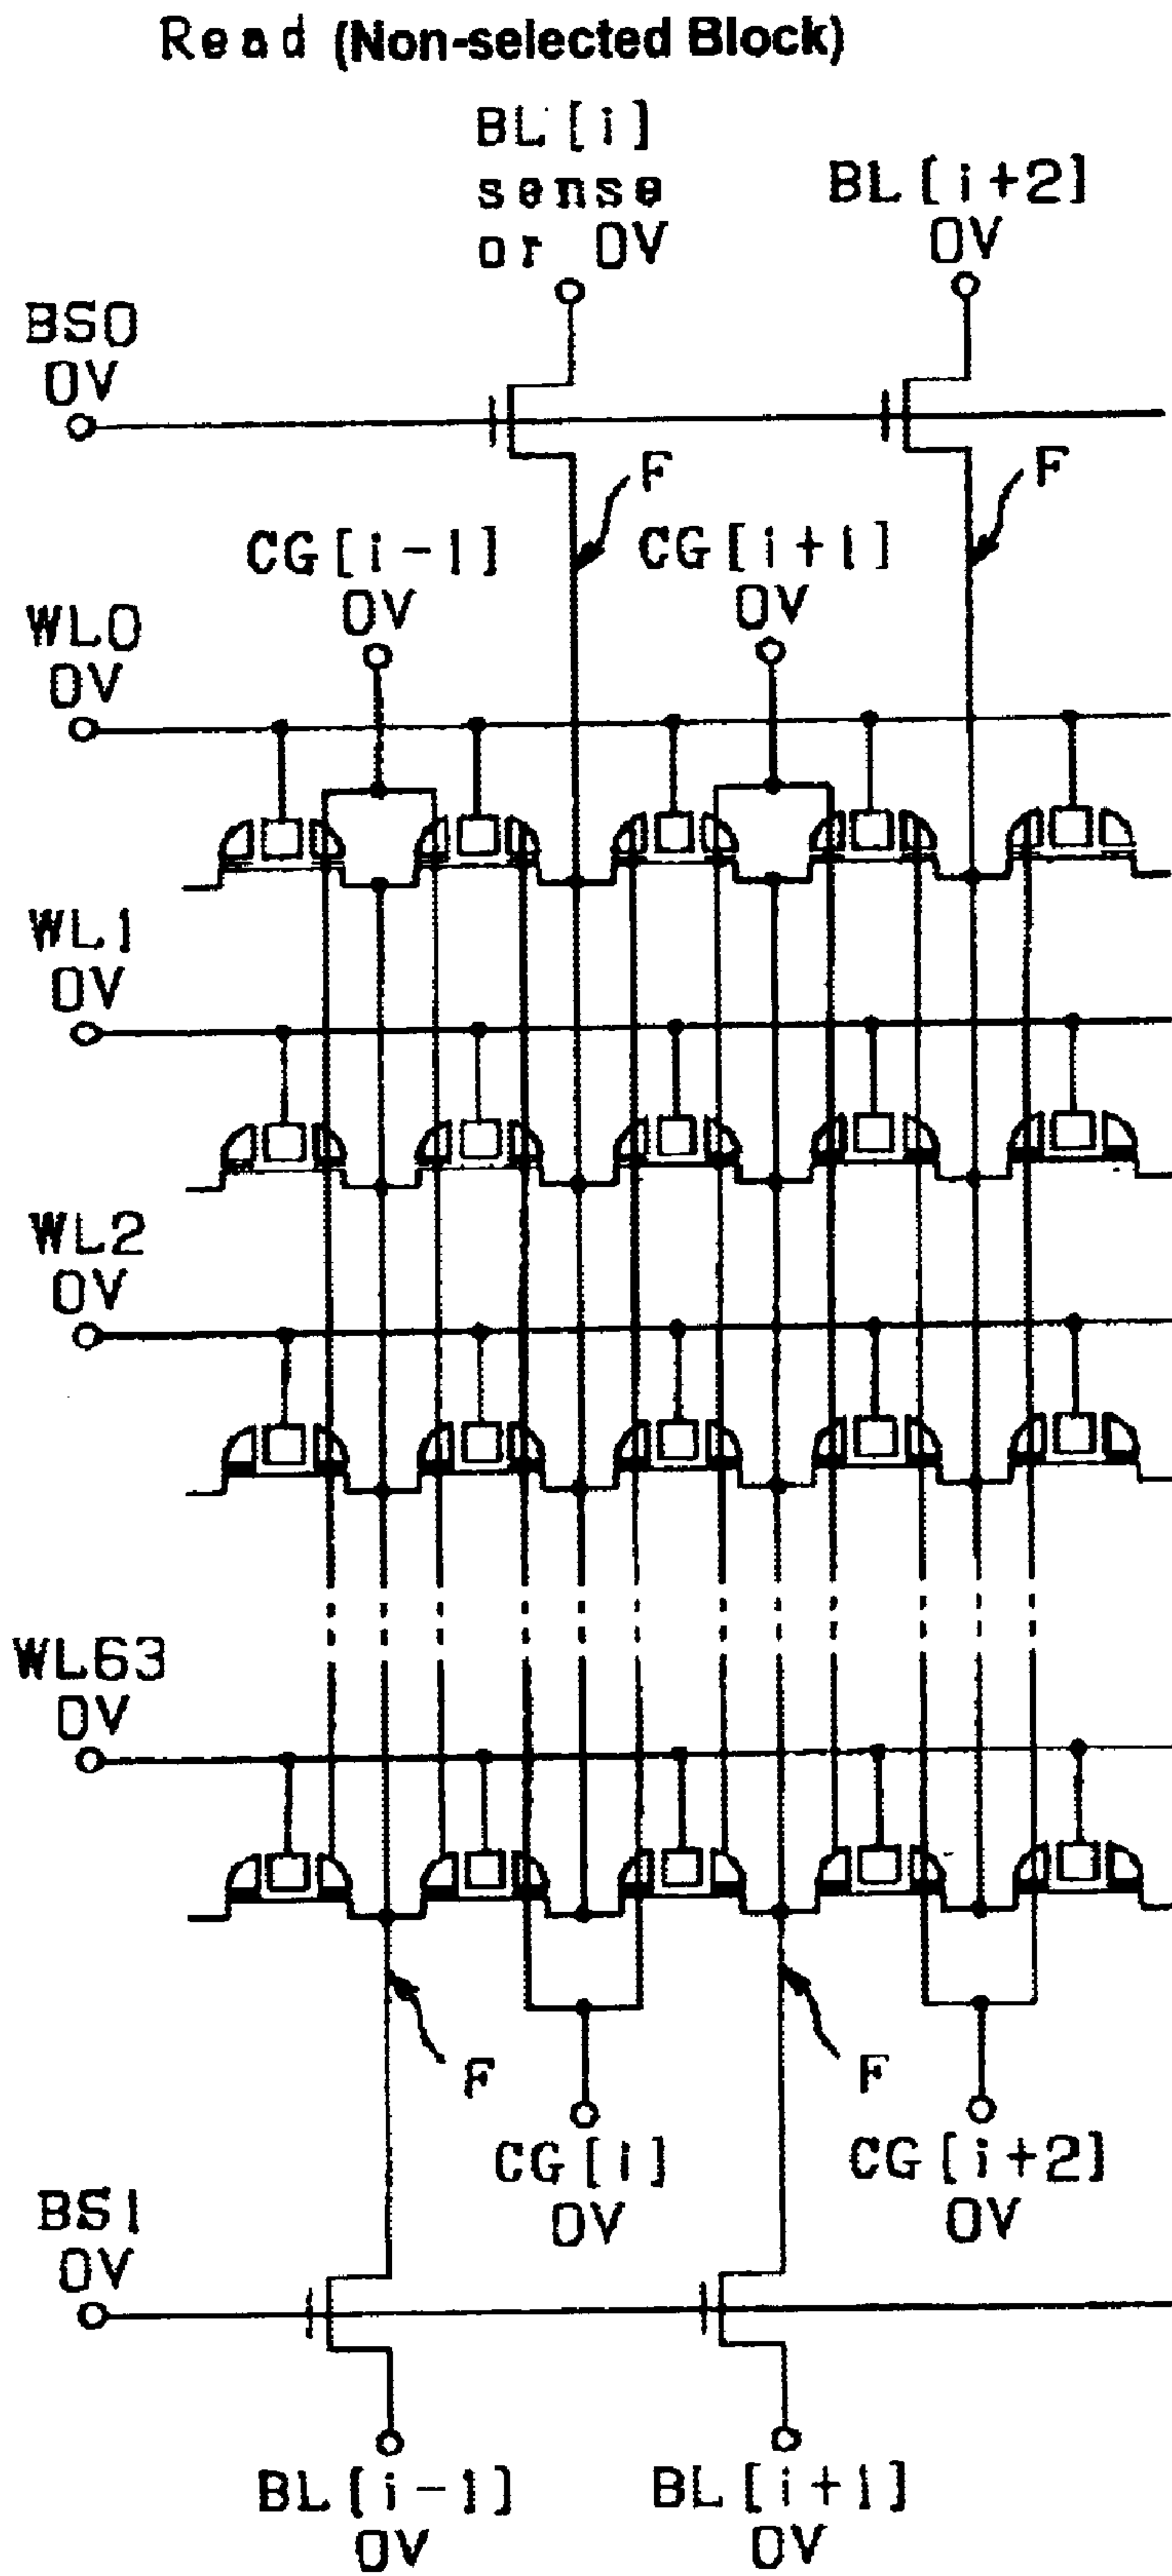 Read (Non-selected Block)
BL[i]
sense
or 0V
BL[i+2]
0V
BS0
0V
F
F
CG[i-1]
0V
CG[i+1]
0V
WL0
0V
WL1
0V
WL2
0V
WL63
0V
F
F
CG[i]
0V
CG[i+2]
0V
BS1
0V
BL[i-1]
0V
BL[i+1]
0V